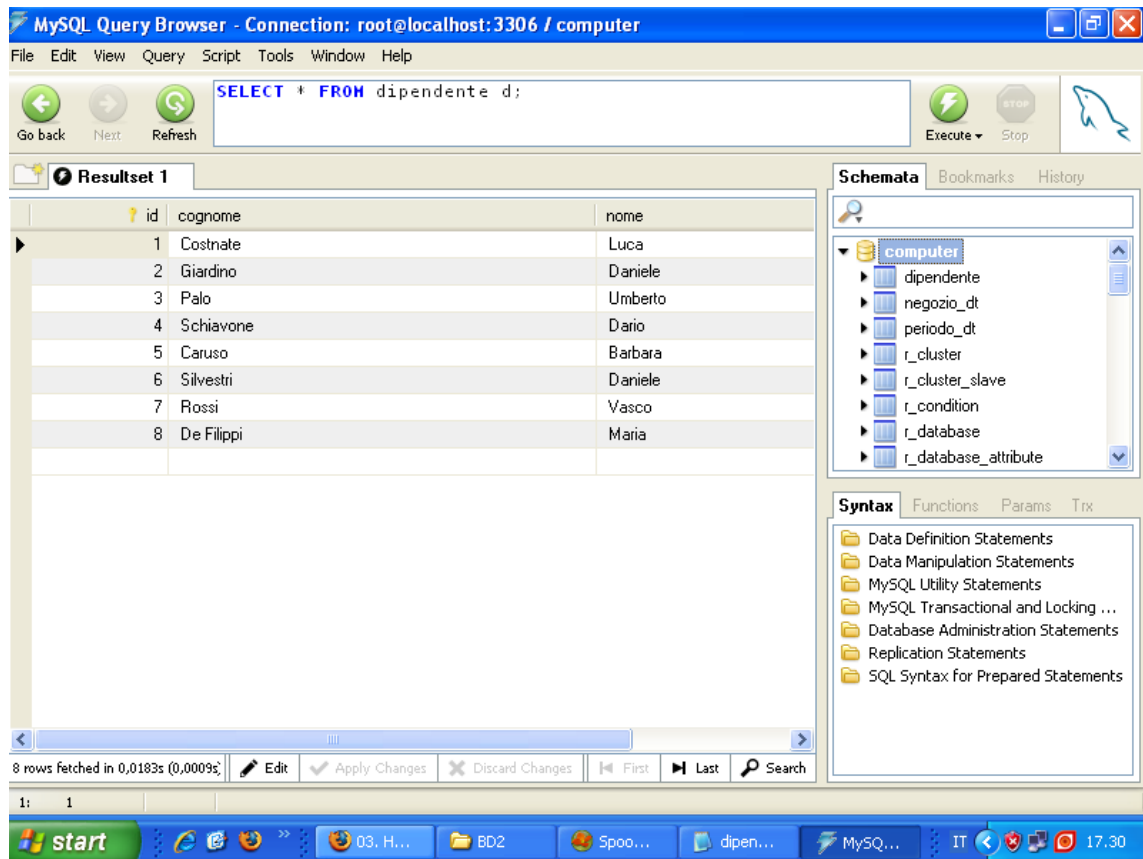 MySQL Query Browser - Connection: root@localhost:3306 / computer
File Edit View Query Script Tools Window Help
SELECT * FROM dipendente d;
Go back Next Refresh
Execute STOP Stop
Resultset 1
id cognome nome
1 Costnate Luca
2 Giardino Daniele
3 Palo Umberto
4 Schiavone Dario
5 Caruso Barbara
6 Silvestri Daniele
7 Rossi Vasco
8 De Filippi Maria
Schemata Bookmarks History
computer
dipendente
negozio_dt
periodo_dt
r_cluster
r_cluster_slave
r_condition
r_database
r_database_attribute
Syntax Functions Params Trx
Data Definition Statements
Data Manipulation Statements
MySQL Utility Statements
MySQL Transactional and Locking ...
Database Administration Statements
Replication Statements
SQL Syntax for Prepared Statements
8 rows fetched in 0,0183s (0,0009s) Edit Apply Changes Discard Changes First Last Search
1: 1
start 03. H... BD2 Spoo... dipen... MySQ... IT 17.30